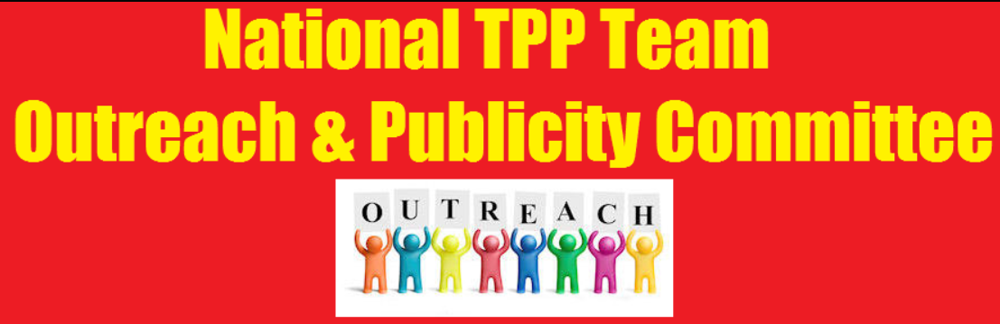 National TPP Team
Outreach & Publicity Committee
OUTREACH